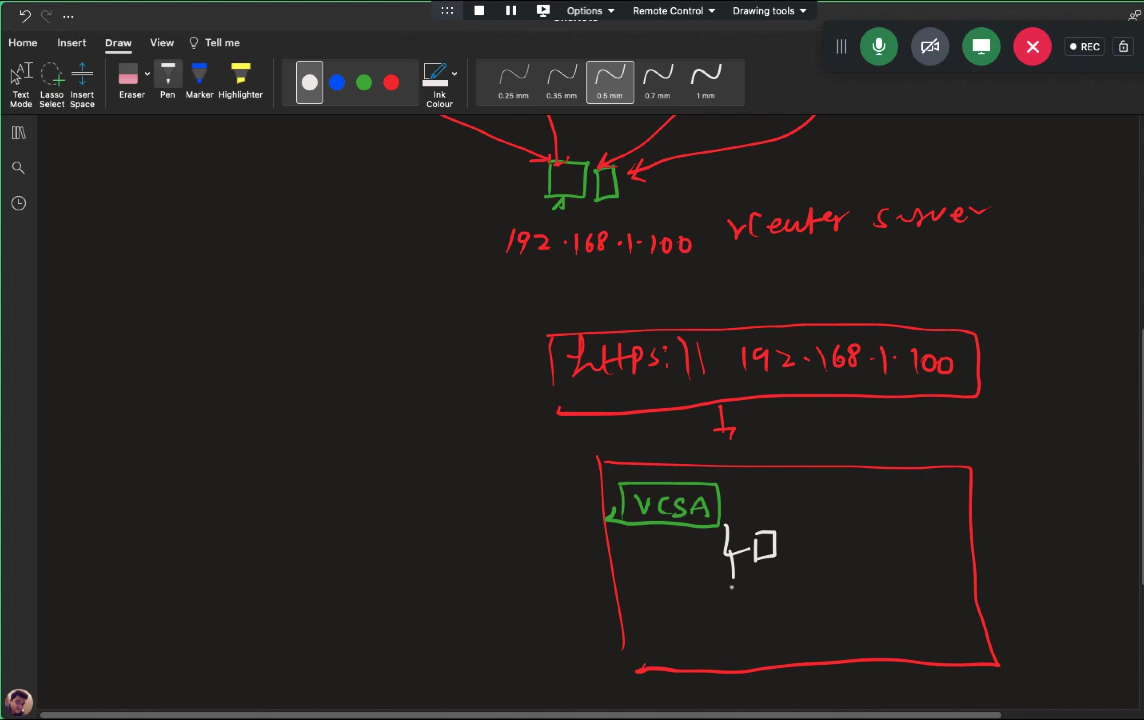 Options
Remote Control
Drawing tools
Home
Insert
Draw
View
Tell me
REC
Text
Mode
Lasso
Select
Insert
Space
Eraser
Pen
Marker
Highlighter
Ink
Colour
0.25 mm
0.35 mm
0.5 mm
0.7 mm
1 mm
192.168.1.100
vCenter server
https:\\ 192.168.1.100
VCSA